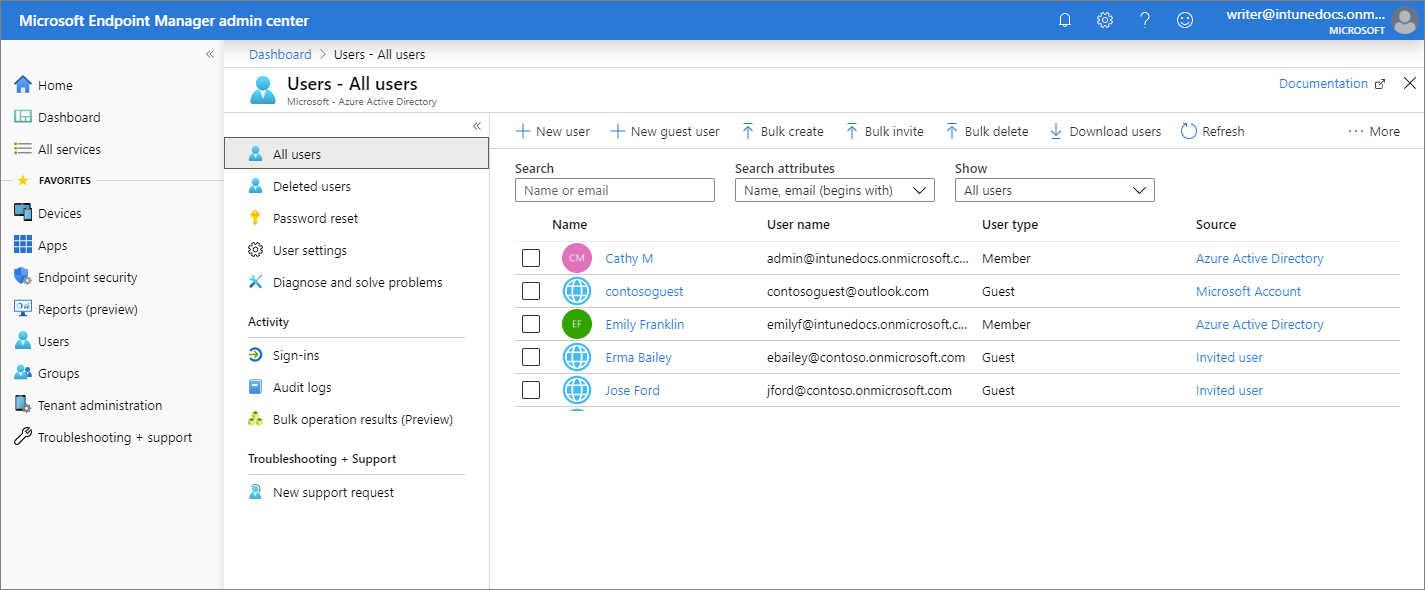 Microsoft Endpoint Manager admin center
writer@intunedocs.onm...
MICROSOFT
Home
Dashboard
All services
FAVORITES
Devices
Apps
Endpoint security
Reports (preview)
Users
Groups
Tenant administration
Troubleshooting + support
Dashboard > Users - All users
Users - All users
Microsoft - Azure Active Directory
Documentation
All users
Deleted users
Password reset
User settings
Diagnose and solve problems
Activity
Sign-ins
Audit logs
Bulk operation results (Preview)
Troubleshooting + Support
New support request
New user New guest user Bulk create Bulk invite Bulk delete Download users Refresh ... More
Search Search attributes Show
Name or email Name, email (begins with) All users
Name User name User type Source
CM Cathy M admin@intunedocs.onmicrosoft.c... Member Azure Active Directory
contosoguest contosoguest@outlook.com Guest Microsoft Account
EF Emily Franklin emilyf@intunedocs.onmicrosoft.c... Member Azure Active Directory
Erma Bailey ebailey@contoso.onmicrosoft.com Guest Invited user
Jose Ford jford@contoso.onmicrosoft.com Guest Invited user